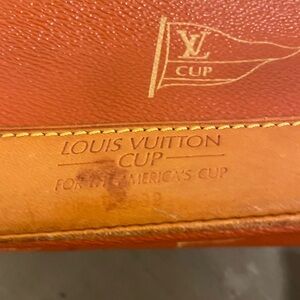 LV
CUP
LOUIS VUITTON
CUP
FOR THE AMERICA'S CUP